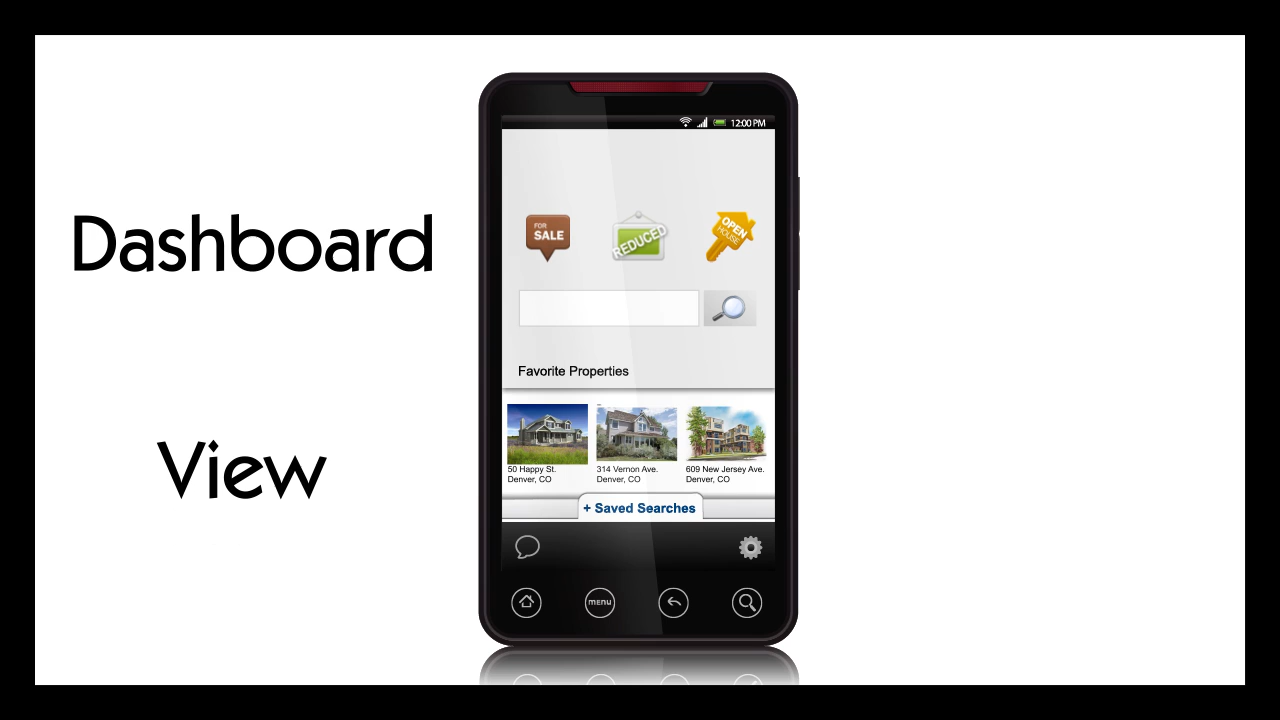 Dashboard
View
12:00 PM
FOR
SALE
REDUCED
OPEN
HOUSE
Favorite Properties
50 Happy St.
Denver, CO
314 Vernon Ave.
Denver, CO
609 New Jersey Ave.
Denver, CO
+ Saved Searches
menu